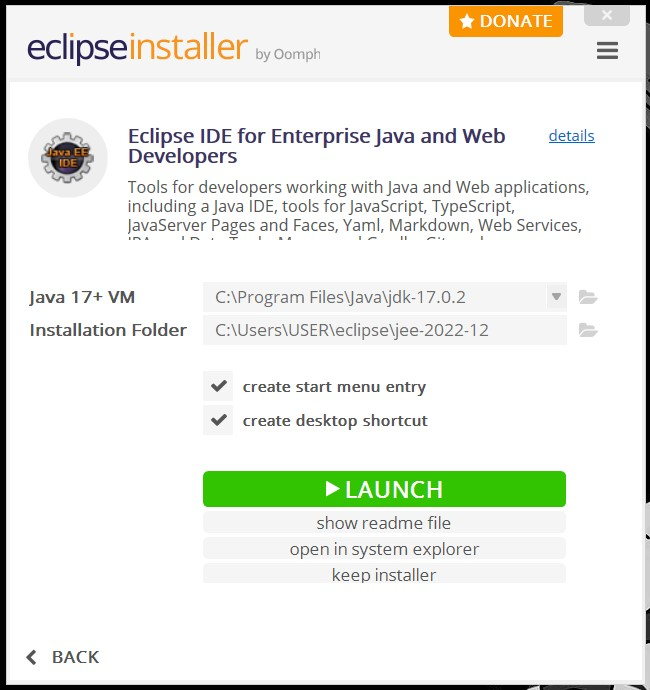 DONATE
eclipseinstaller by Oomph
Java EE
IDE
Eclipse IDE for Enterprise Java and Web
Developers
details
Tools for developers working with Java and Web applications,
including a Java IDE, tools for JavaScript, TypeScript,
JavaServer Pages and Faces, Yaml, Markdown, Web Services,
Java 17+ VM
C:\Program Files\Java\jdk-17.0.2
Installation Folder
C:\Users\USER\eclipse\jee-2022-12
create start menu entry
create desktop shortcut
LAUNCH
show readme file
open in system explorer
keep installer
BACK